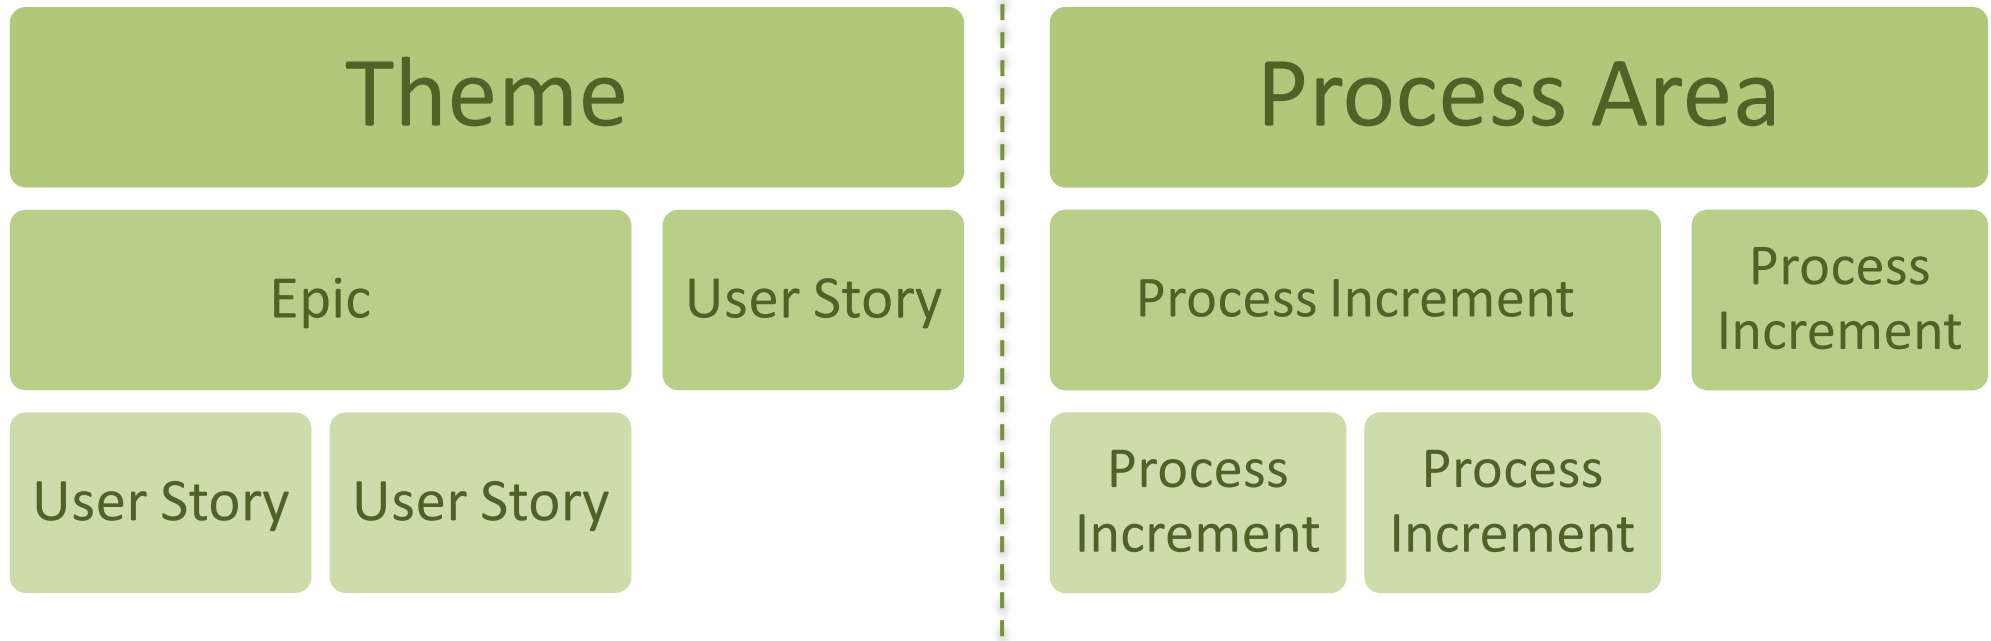 Theme
Process Area
Epic
User Story
Process Increment
Process
Increment
User Story
User Story
Process
Increment
Process
Increment